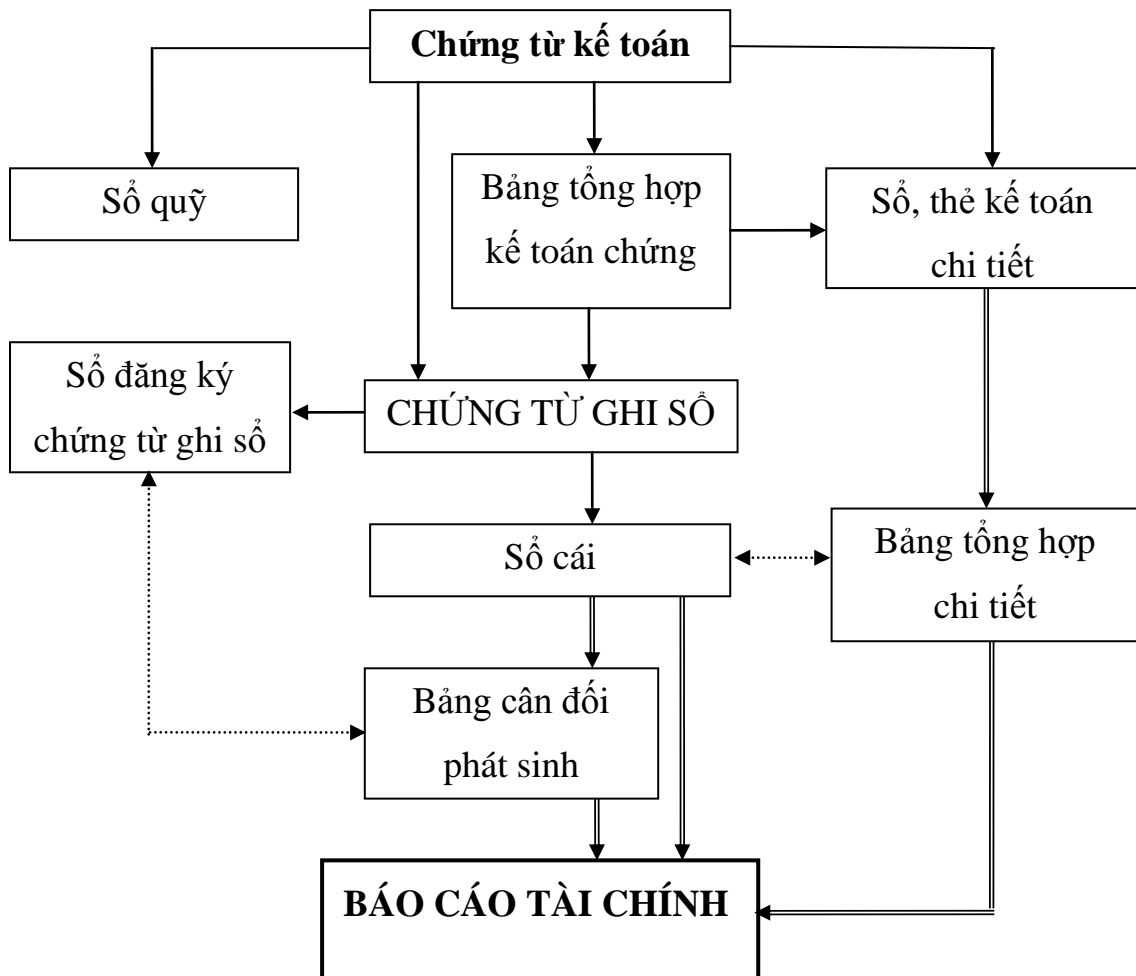 Chứng từ kế toán
Sổ quỹ
Bảng tổng hợp
kế toán chứng
Sổ, thẻ kế toán
chi tiết
Sổ đăng ký
chứng từ ghi sổ
CHỨNG TỪ GHI SỔ
Sổ cái
Bảng tổng hợp
chi tiết
Bảng cân đối
phát sinh
BÁO CÁO TÀI CHÍNH